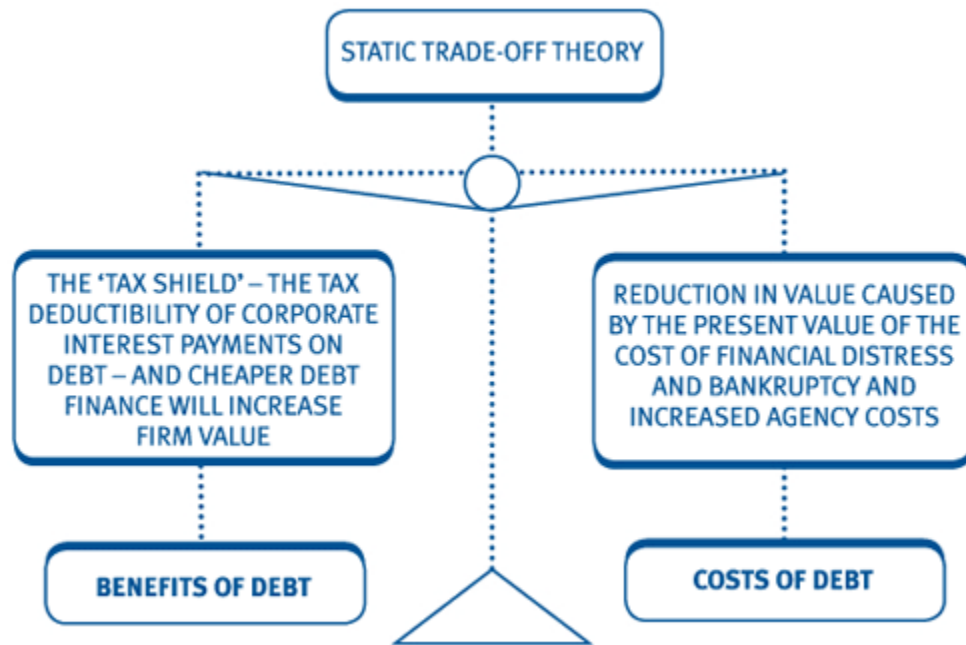 STATIC TRADE-OFF THEORY
THE ‘TAX SHIELD’ – THE TAX
DEDUCTIBILITY OF CORPORATE
INTEREST PAYMENTS ON
DEBT – AND CHEAPER DEBT
FINANCE WILL INCREASE
FIRM VALUE
BENEFITS OF DEBT
REDUCTION IN VALUE CAUSED
BY THE PRESENT VALUE OF THE
COST OF FINANCIAL DISTRESS
AND BANKRUPTCY AND
INCREASED AGENCY COSTS
COSTS OF DEBT